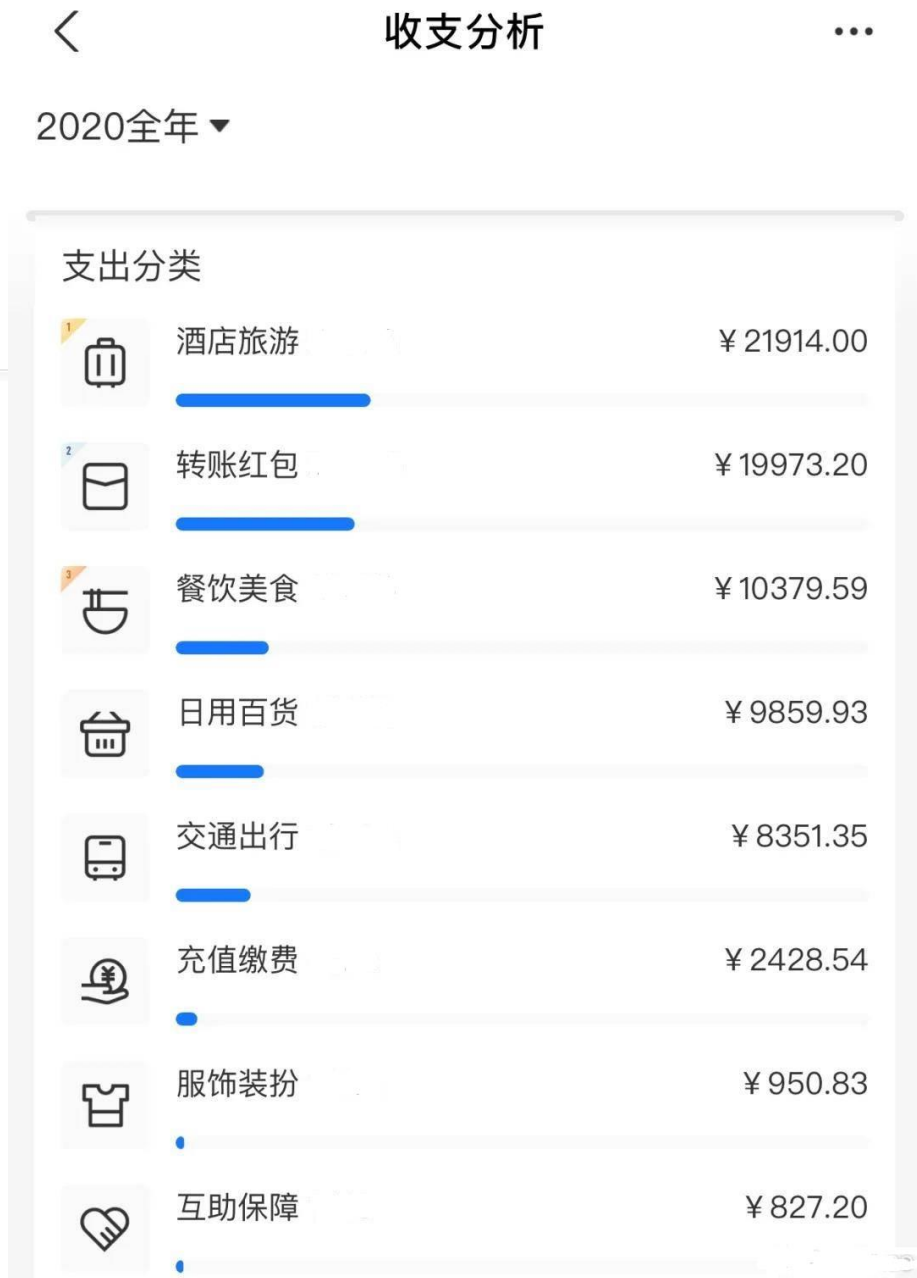 收支分析
2020全年
支出分类
1
酒店旅游 ¥21914.00
2
转账红包 ¥19973.20
3
餐饮美食 ¥10379.59
日用百货 ¥9859.93
交通出行 ¥8351.35
充值缴费 ¥2428.54
服饰装扮 ¥950.83
互助保障 ¥827.20